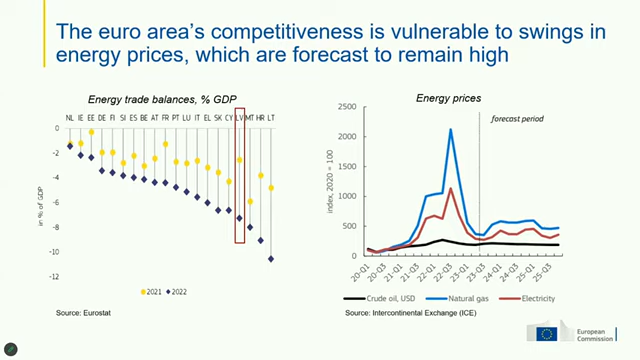 The euro area's competitiveness is vulnerable to swings in
energy prices, which are forecast to remain high
Energy trade balances, % GDP
NL IE EE DE FI SI ES BE AT FR PT LU IT EL SK CY LV MT HR LT
0
-2
-4
-6
-8
-10
-12
in % of GDP
2021 2022
Source: Eurostat
Energy prices
forecast period
2500
2000
1500
1000
500
0
index, 2020 = 100
20-Q1 20-Q3 21-Q1 21-Q3 22-Q1 22-Q3 23-Q1 23-Q3 24-Q1 24-Q3 25-Q1 25-Q3
Crude oil, USD Natural gas Electricity
Source: Intercontinental Exchange (ICE)
European
Commission